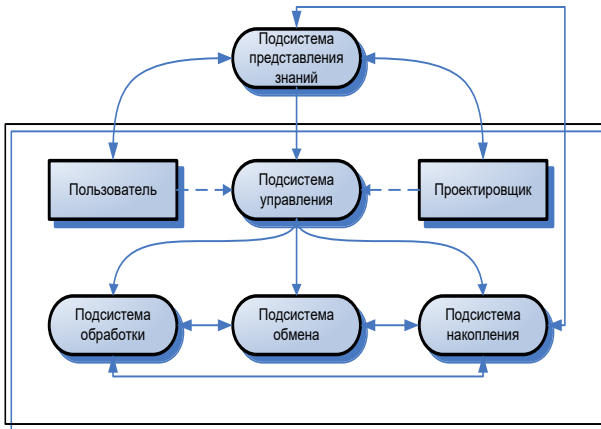 Подсистема
представления
знаний
Пользователь
Подсистема
управления
Проектировщик
Подсистема
обработки
Подсистема
обмена
Подсистема
накопления